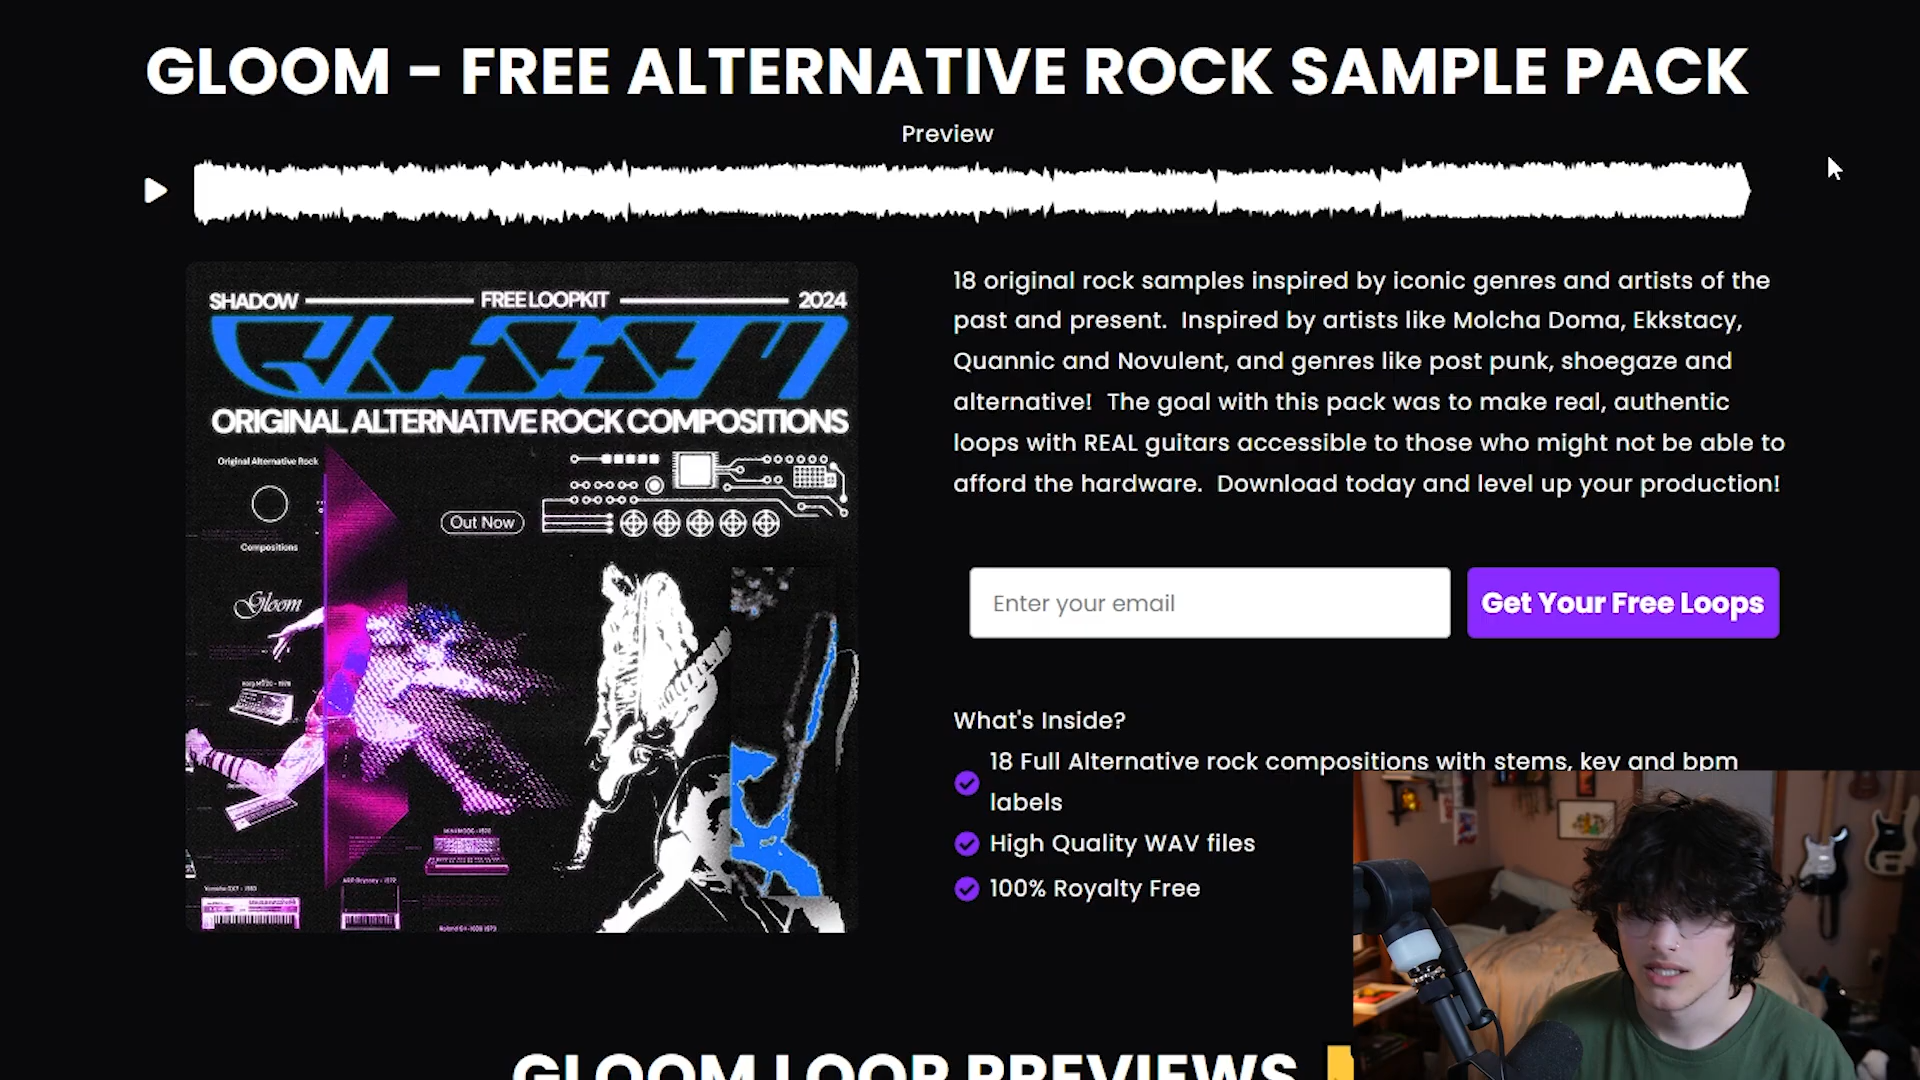 GLOOM - FREE ALTERNATIVE ROCK SAMPLE PACK
Preview
SHADOW FREE LOOPKIT 2024
GLOOM
ORIGINAL ALTERNATIVE ROCK COMPOSITIONS
Original Alternative Rock
Out Now
Compositions
Gloom
18 original rock samples inspired by iconic genres and artists of the
past and present. Inspired by artists like Molcha Doma, Ekkstacy,
Quannic and Novulent, and genres like post punk, shoegaze and
alternative! The goal with this pack was to make real, authentic
loops with REAL guitars accessible to those who might not be able to
afford the hardware. Download today and level up your production!
Enter your email
Get Your Free Loops
What's Inside?
18 Full Alternative rock compositions with stems, key and bpm
labels
High Quality WAV files
100% Royalty Free
GLOOM LOOP PREVIEWS